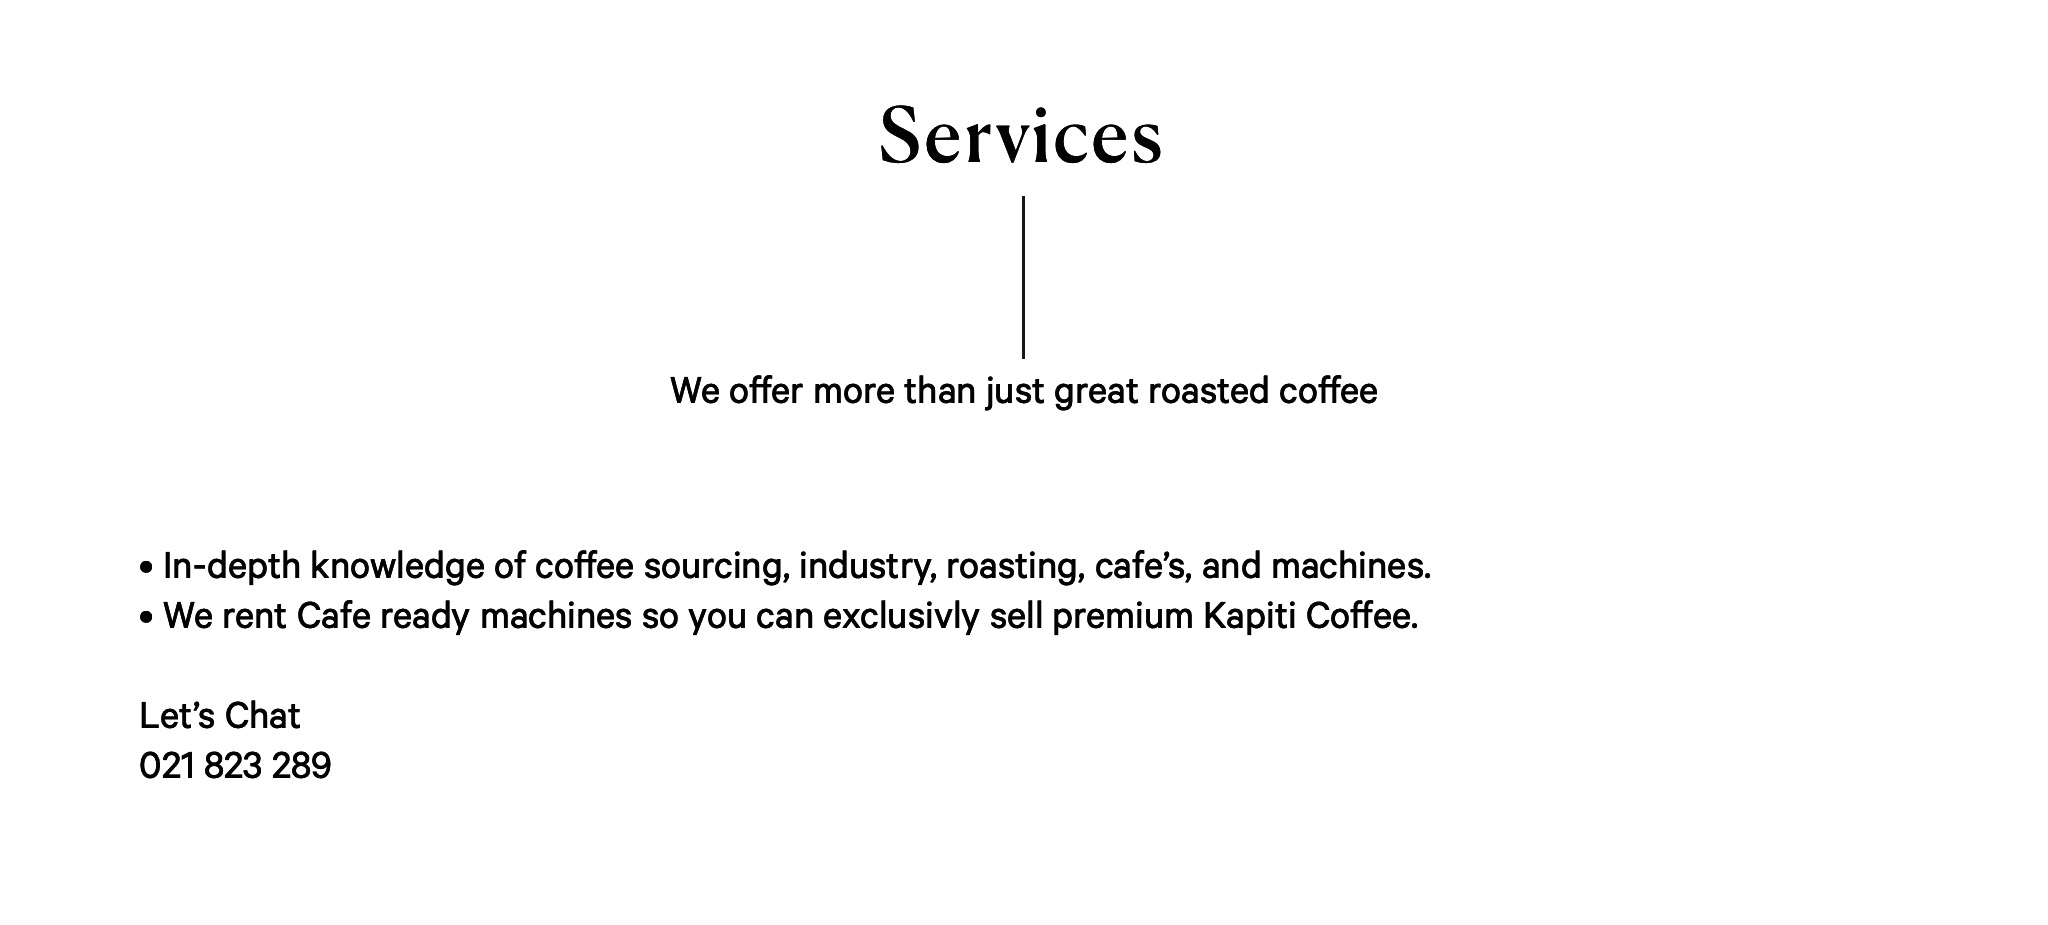 Services
We offer more than just great roasted coffee
• In-depth knowledge of coffee sourcing, industry, roasting, cafe’s, and machines.
• We rent Cafe ready machines so you can exclusivly sell premium Kapiti Coffee.
Let’s Chat
021 823 289